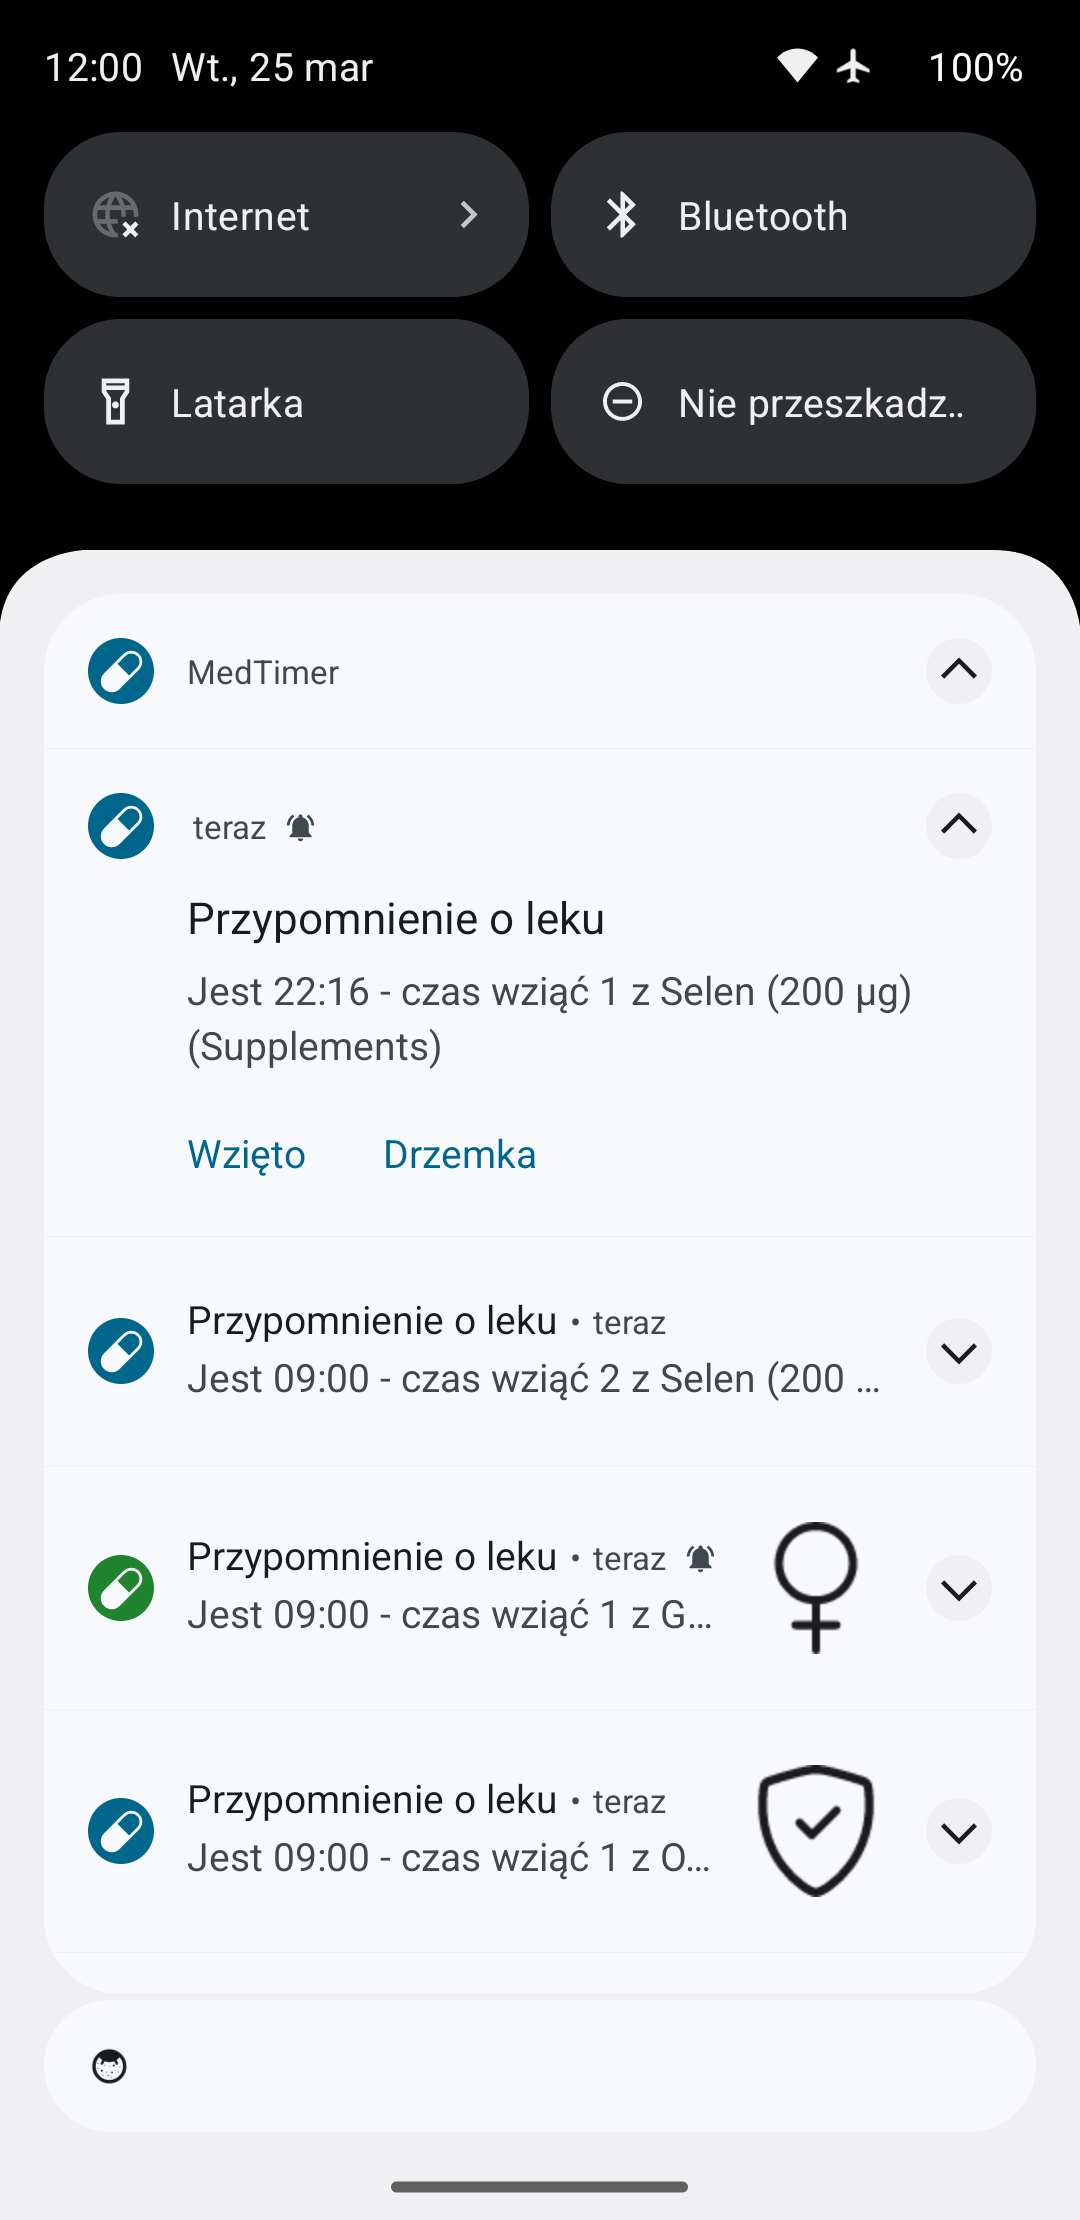 12:00 Wt., 25 mar 100%
Internet
Bluetooth
Latarka
Nie przeszkadz..
MedTimer
teraz
Przypomnienie o leku
Jest 22:16 - czas wziąć 1 z Selen (200 µg)
(Supplements)
Wzięto Drzemka
Przypomnienie o leku • teraz
Jest 09:00 - czas wziąć 2 z Selen (200 …
Przypomnienie o leku • teraz
Jest 09:00 - czas wziąć 1 z G…
Przypomnienie o leku • teraz
Jest 09:00 - czas wziąć 1 z O…